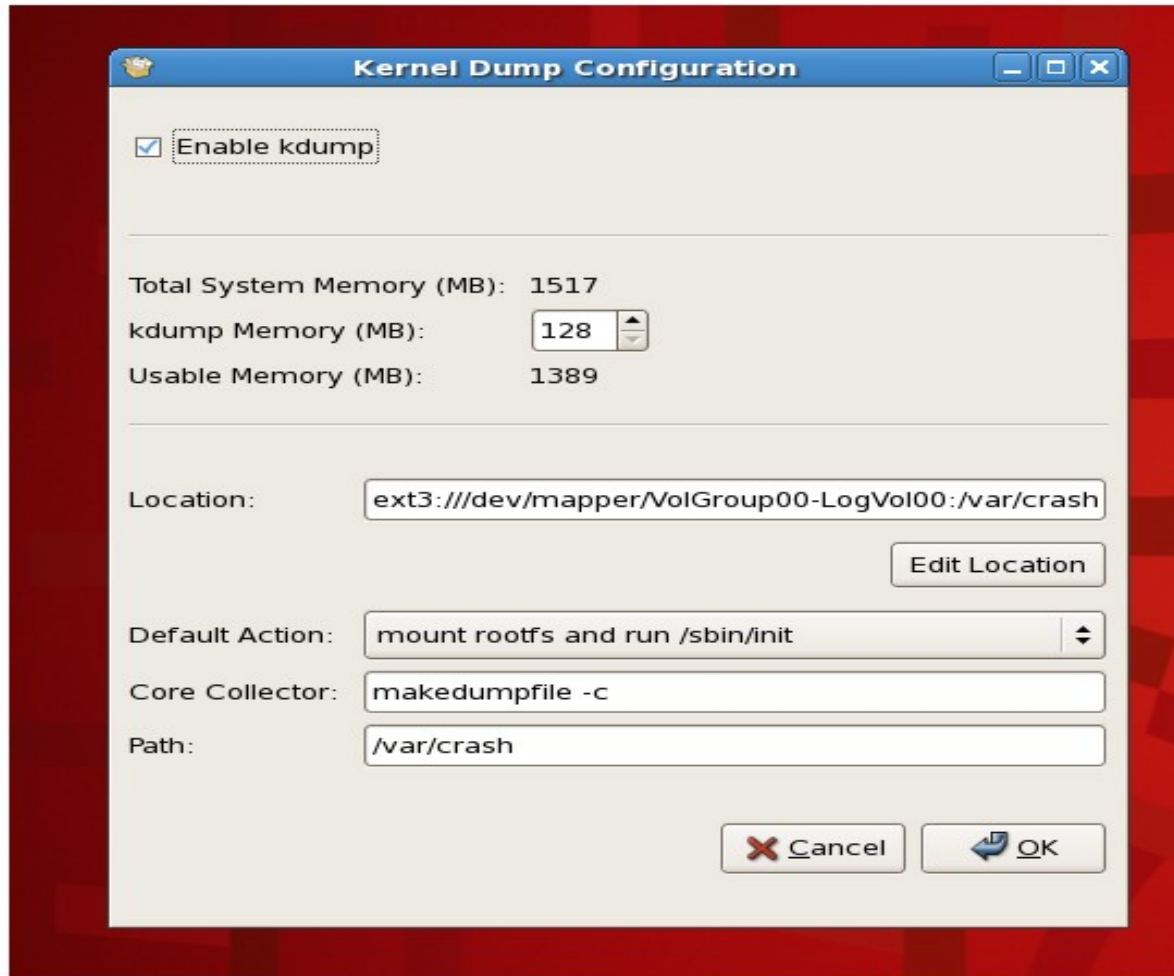 Kernel Dump Configuration
Enable kdump
Total System Memory (MB): 1517
kdump Memory (MB): 128
Usable Memory (MB): 1389
Location: ext3:///dev/mapper/VolGroup00-LogVol00:/var/crash
Edit Location
Default Action: mount rootfs and run /sbin/init
Core Collector: makedumpfile -c
Path: /var/crash
Cancel OK